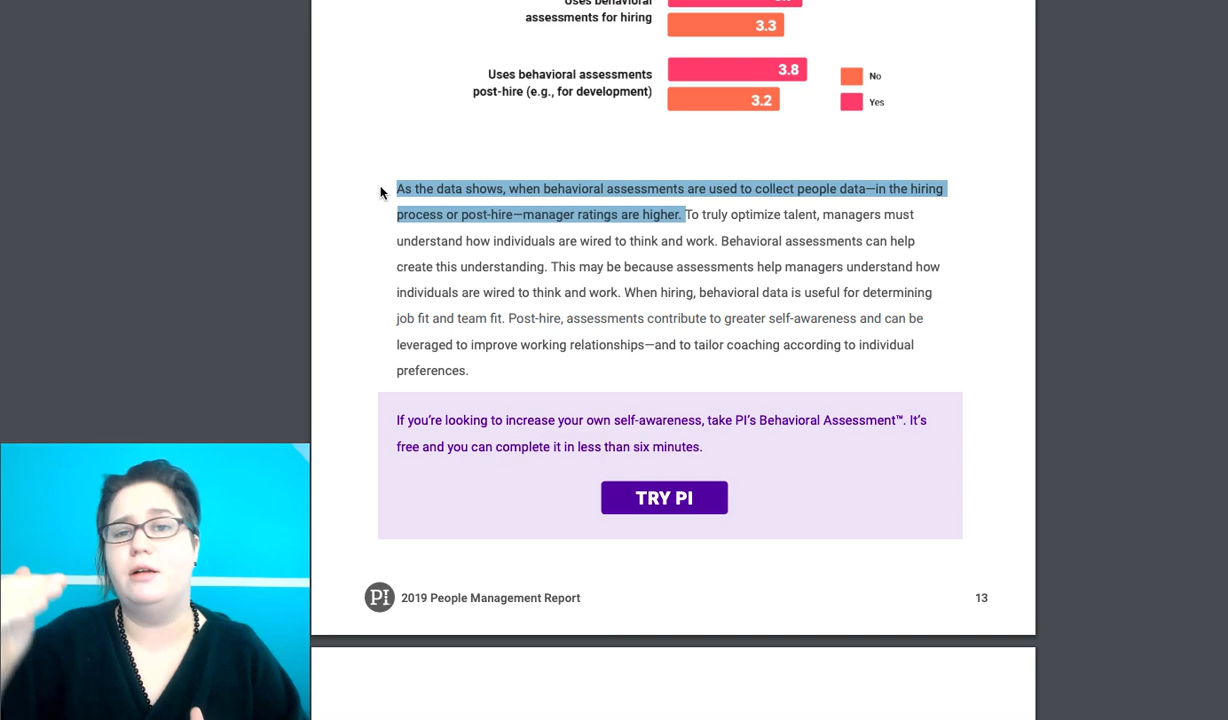 Uses behavioral
assessments for hiring
3.3
Uses behavioral assessments
post-hire (e.g., for development)
3.8
3.2
No
Yes
As the data shows, when behavioral assessments are used to collect people data—in the hiring
process or post-hire—manager ratings are higher. To truly optimize talent, managers must
understand how individuals are wired to think and work. Behavioral assessments can help
create this understanding. This may be because assessments help managers understand how
individuals are wired to think and work. When hiring, behavioral data is useful for determining
job fit and team fit. Post-hire, assessments contribute to greater self-awareness and can be
leveraged to improve working relationships—and to tailor coaching according to individual
preferences.
If you’re looking to increase your own self-awareness, take PI’s Behavioral Assessment™. It’s
free and you can complete it in less than six minutes.
TRY PI
PI 2019 People Management Report
13